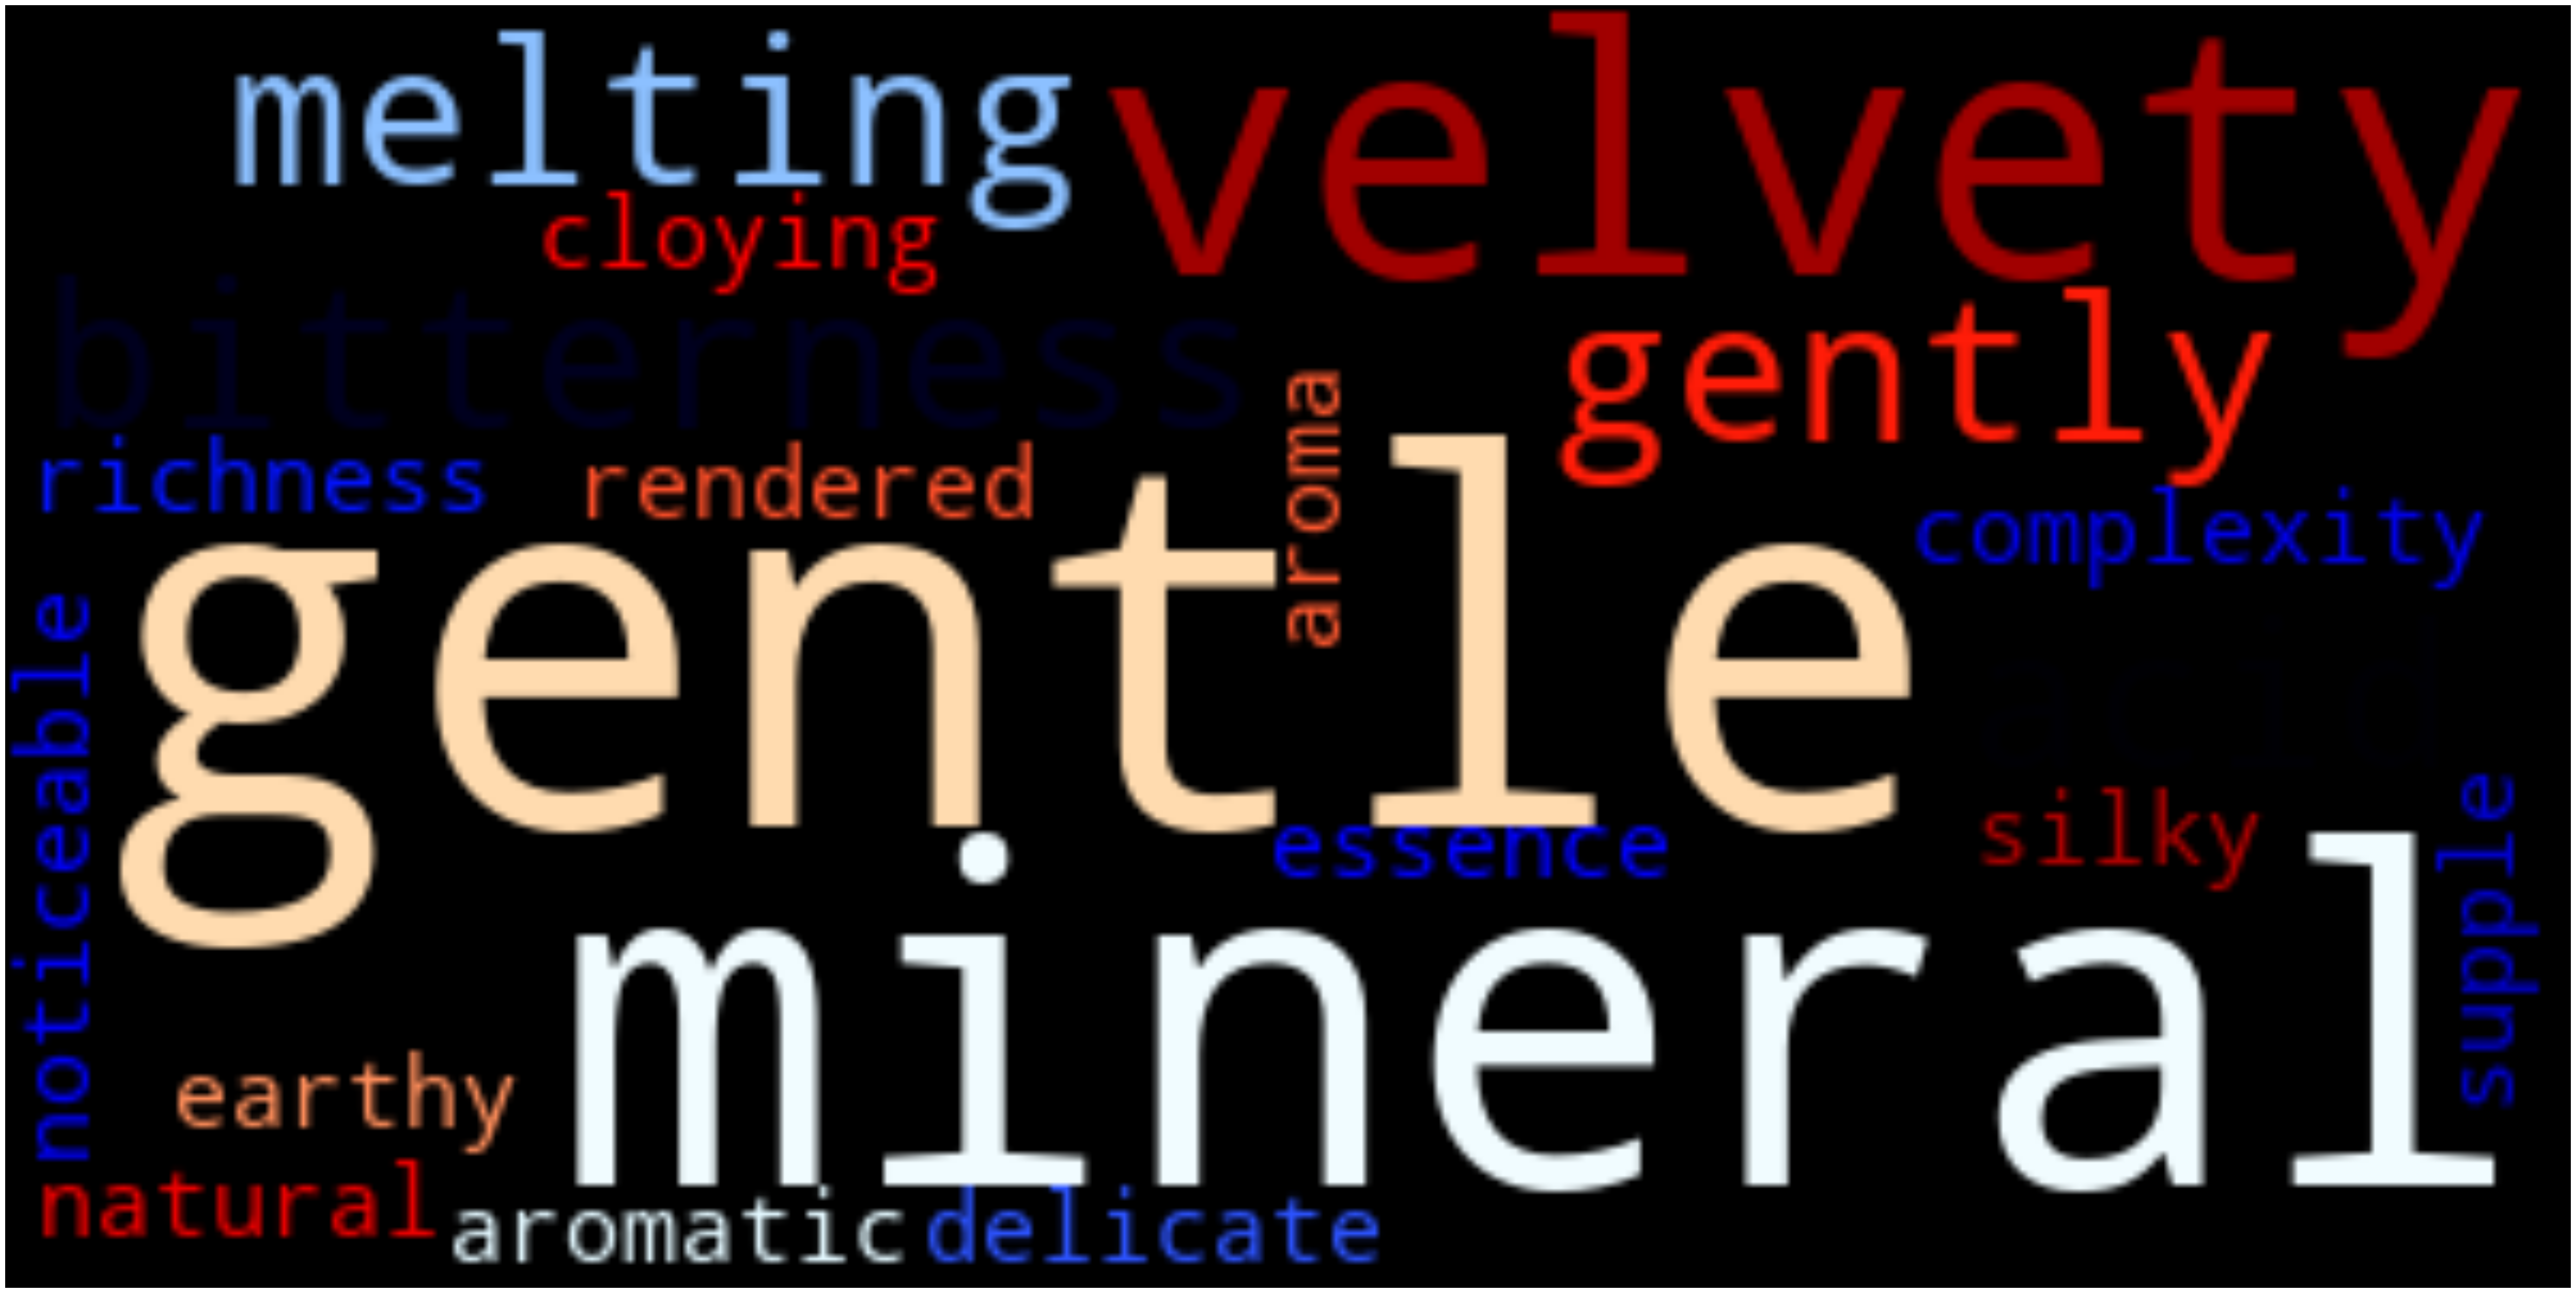 melting
velvety
cloying
bitterness
gently
richness
rendered
aroma
complexity
gentle
noticeable
acid
essence
silky
supple
mineral
earthy
natural
aromatic
delicate